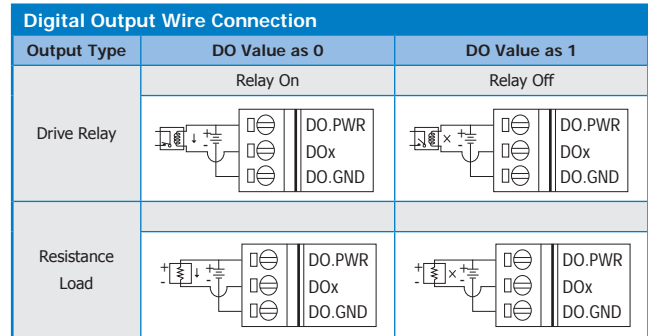 Digital Output Wire Connection
Output Type DO Value as 0 DO Value as 1
Relay On Relay Off
Drive Relay
+ - DO.PWR
DOx
DO.GND
× + - DO.PWR
DOx
DO.GND
Resistance
Load
+ - + - DO.PWR
DOx
DO.GND
+ - × + - DO.PWR
DOx
DO.GND